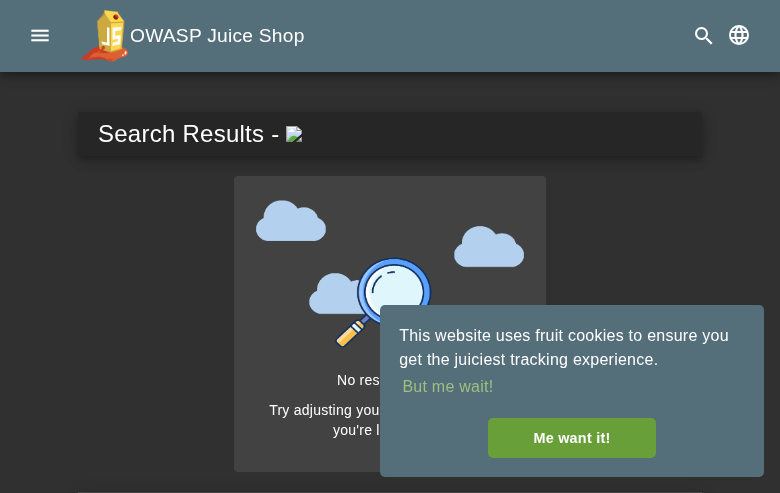 OWASP Juice Shop
Search Results -
This website uses fruit cookies to ensure you
get the juiciest tracking experience.
But me wait!
Me want it!
No res
Try adjusting you
you're l